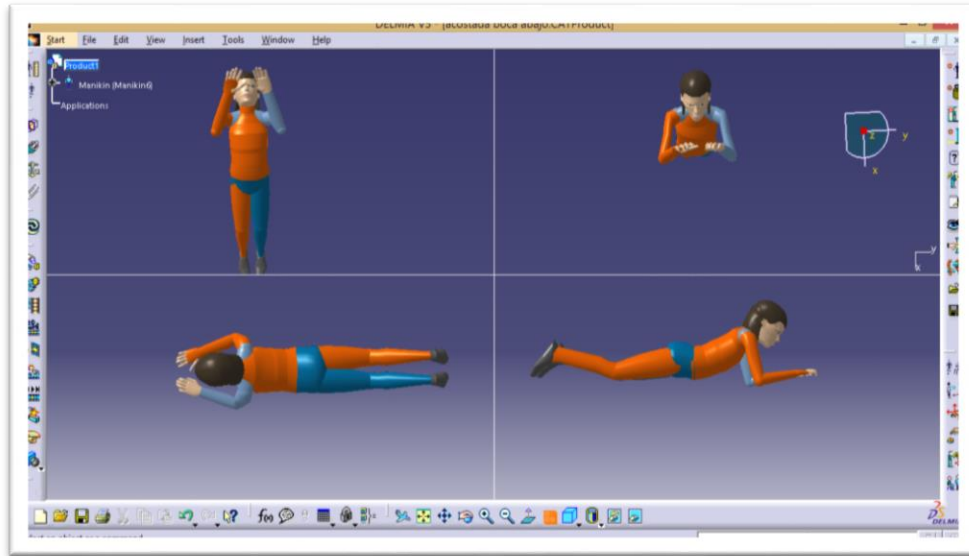 DELMIA V5 - [acostada boca abajo.CATProduct]
Start File Edit View Insert Tools Window Help
Product1
Manikin (Manikin6)
Applications
z
y
x
y
x
f(x)
DELMIA